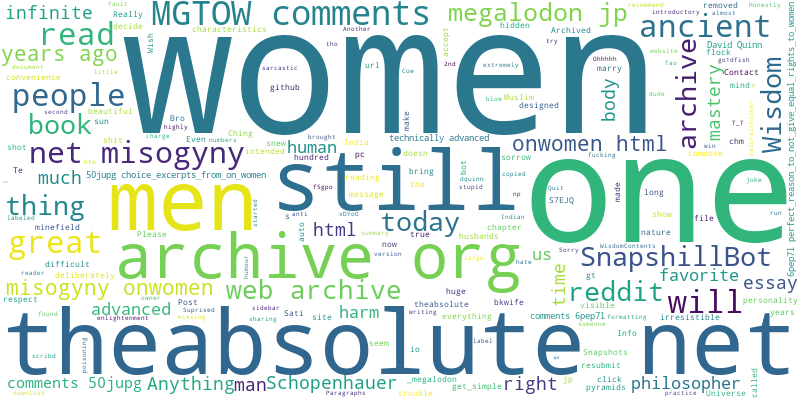 infinite
MGTOW comments
megalodon jp
ancient
read
years ago
women
people
book
net misogyny
much
thing
men
still
one
great
archive org
today
html
human
body
onwomen html
archive
mastery
Wisdom
SnapshillBot
us
time
reddit
favorite
essay
will
misogyny onwomen
web archive
advanced
harm
theabsolute net
comments 50jupg
Anything
man
Schopenhauer
right
philosopher
characteristics
Really
decide
convenience
document
little
beautiful
sun
Bro
Even
numbers
Ching
shot
shit
snew
intended
charge
highly
hundred
India
pc
reading
message
tox
stupid
technically advanced
doesn
bring
bot
copied
sorrow
dquinn
np
Indian
chapter
husbands
version
summary
now
true
auto
xDYoO
f5gpo
anti
started
50jupg choice_excerpts_from_on_women
Te
minefield
labeled
difficult
deliberately
Please
reader
respect
owner
erasing
Post
Suprised
sidebar
sharing
Sati
site
humour
found
enlightenment
scribd
poisoning
download
Paragraphs
label
io
seem
everything
theabsolute
writing
huge
bkwife
hate
large
get_simple
_megalodon
trouble
jp
click
pyramids
practice
Universe
called
years
resubmit
Snapshots
Info
someone
formatting
comments 6pep7l
visible
irresistible
personality
gt
nature
long
show
file
run
joke
WisdomContents
Sorry
Quit
S7EJQ
made
fucking
compose
T_T
win
chm
mind
Contact
flock
goldfish
Tao
website
David Quinn
removed
almost
introductory
recommend
Honestly
2nd
dude
Archived
hidden
Another
fault
accept
try
marry
Ohhhhh
designed
Muslim
blow
extremely
Cow
make
url
github
sarcastic
tho
Wish
second
brought
6pep7l perfect_reason_to_not_give_equal_rights_to_women